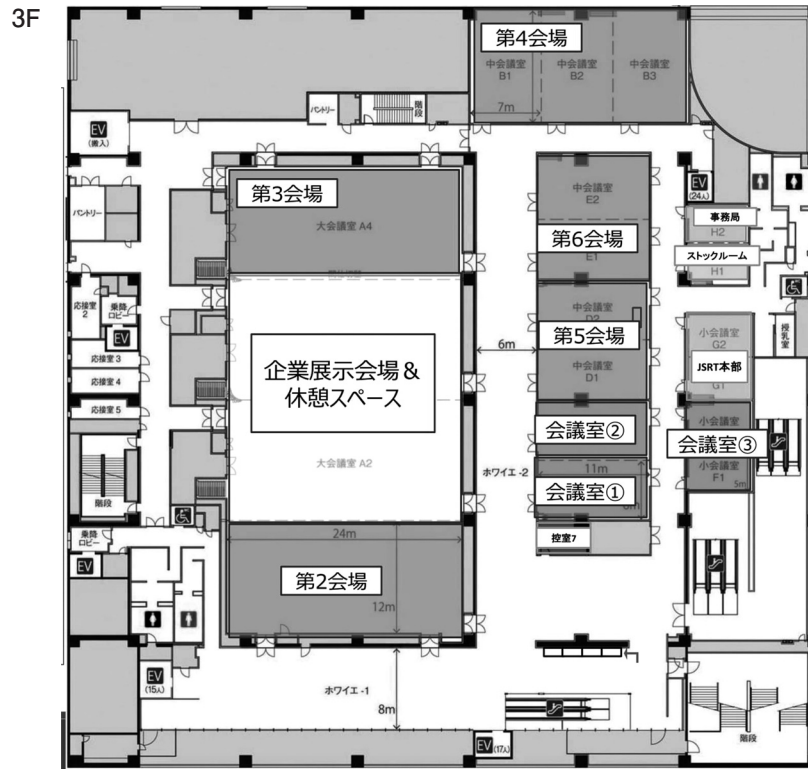 3F
第4会場
中会議室
B1
中会議室
B2
中会議室
B3
7m
パントリー
階段
EV
(搬入)
第3会場
大会議室 A4
中会議室
E2
EV
(24人)
事務局
H2
パントリー
第6会場
E1
ストックルーム
H1
応接室
2
乗降
ロビー
EV
中会議室
D2
第5会場
中会議室
D1
6m
小会議室
G2
JSRT本部
G1
授乳室
応接室 3
応接室 4
応接室 5
企業展示会場&
休憩スペース
大会議室 A2
会議室②
小会議室
会議室③
小会議室
F1
5m
ホワイエ -2
11m
会議室①
階段
24m
控室7
乗降
ロビー
EV
第2会場
12m
EV
(15人)
ホワイエ -1
8m
EV
(17人)
階段